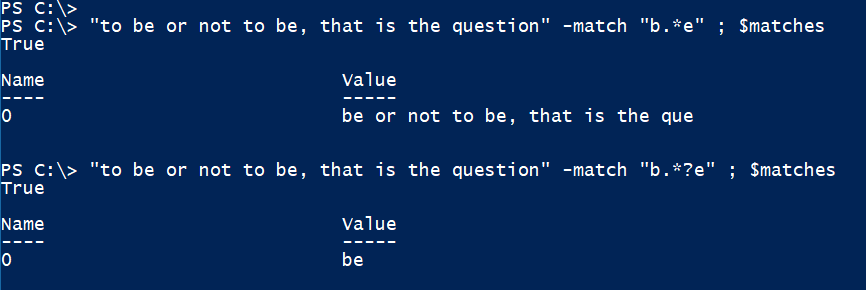 PS C:\>
PS C:\> "to be or not to be, that is the question" -match "b.*e" ; $matches
True
Name Value
---- -----
0 be or not to be, that is the que
PS C:\> "to be or not to be, that is the question" -match "b.*?e" ; $matches
True
Name Value
---- -----
0 be